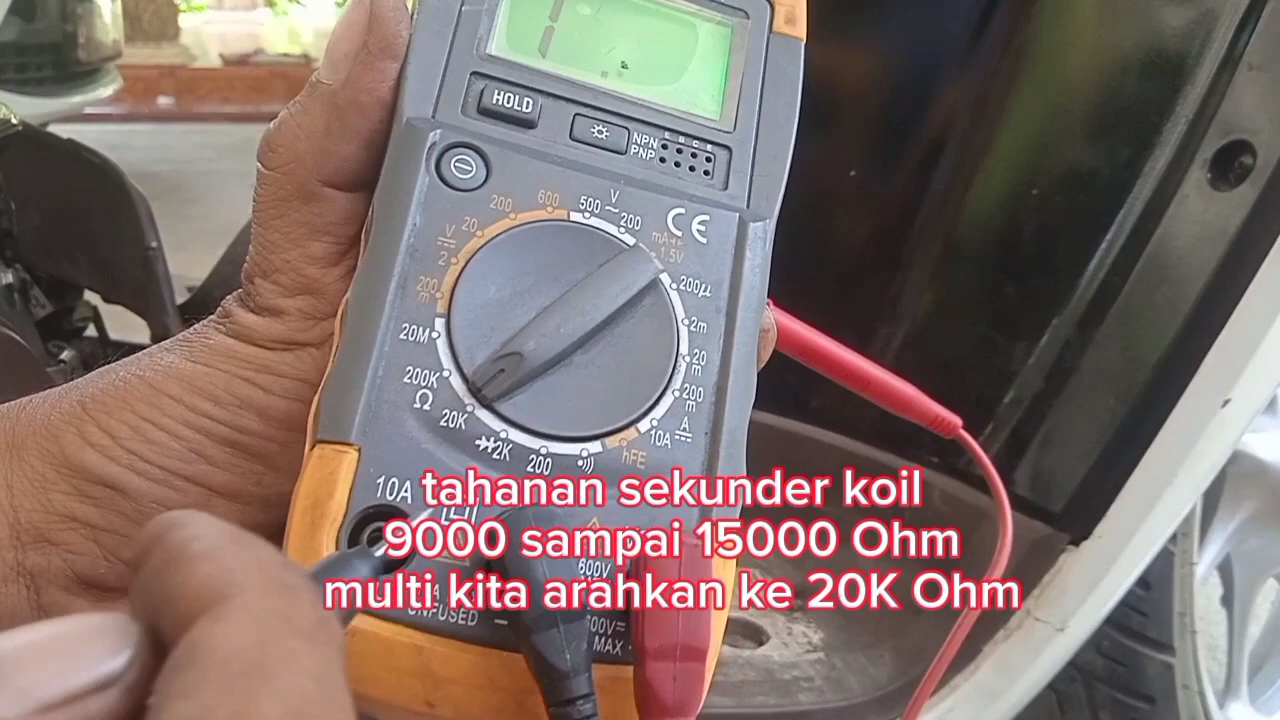 1
HOLD
NPN
PNP
E B C E
V
500
200
600
200
20
V
2
200
m
CE
1.5V
200μ
2m
20
m
200
m
A
10A
hFE
20M
200K
Ω
20K
2K
200
10A
tahanan sekunder koil
9000 sampai 15000 Ohm
multi kita arahkan ke 20K Ohm
600V
UNFUSED
MAX